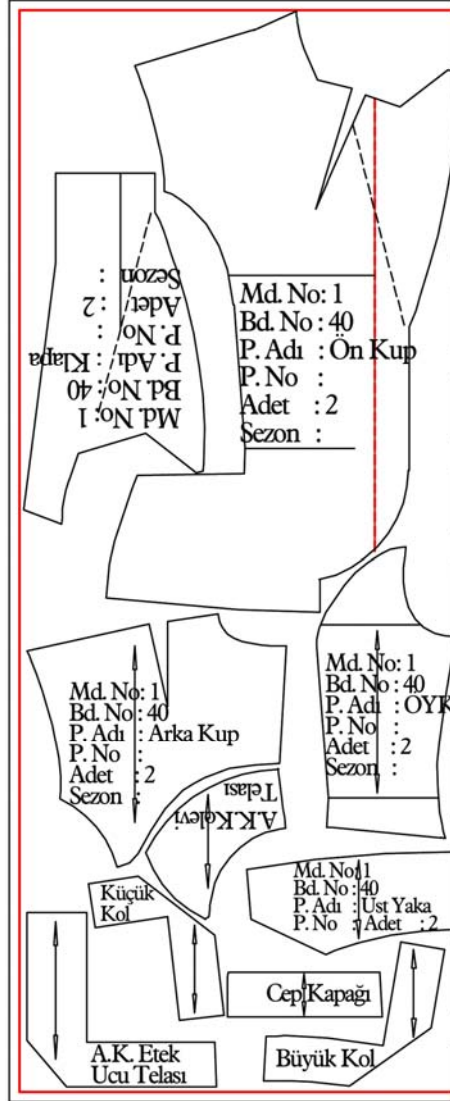 Md. No: 1
Bd. No : 40
P. Adı : Klapa
P. No :
Adet : 2
Sezon :
Md. No: 1
Bd. No : 40
P. Adı : Ön Kup
P. No :
Adet : 2
Sezon :
Md. No: 1
Bd. No : 40
P. Adı : Arka Kup
P. No :
Adet : 2
Sezon :
Md. No: 1
Bd. No : 40
P. Adı : ÖYK
P. No :
Adet : 2
Sezon :
A.K.Kolevi
Telası
Md. No: 1
Bd. No : 40
P. Adı : Üst Yaka
P. No : Adet : 2
Küçük
Kol
Cep Kapağı
A.K. Etek
Ucu Telası
Büyük Kol